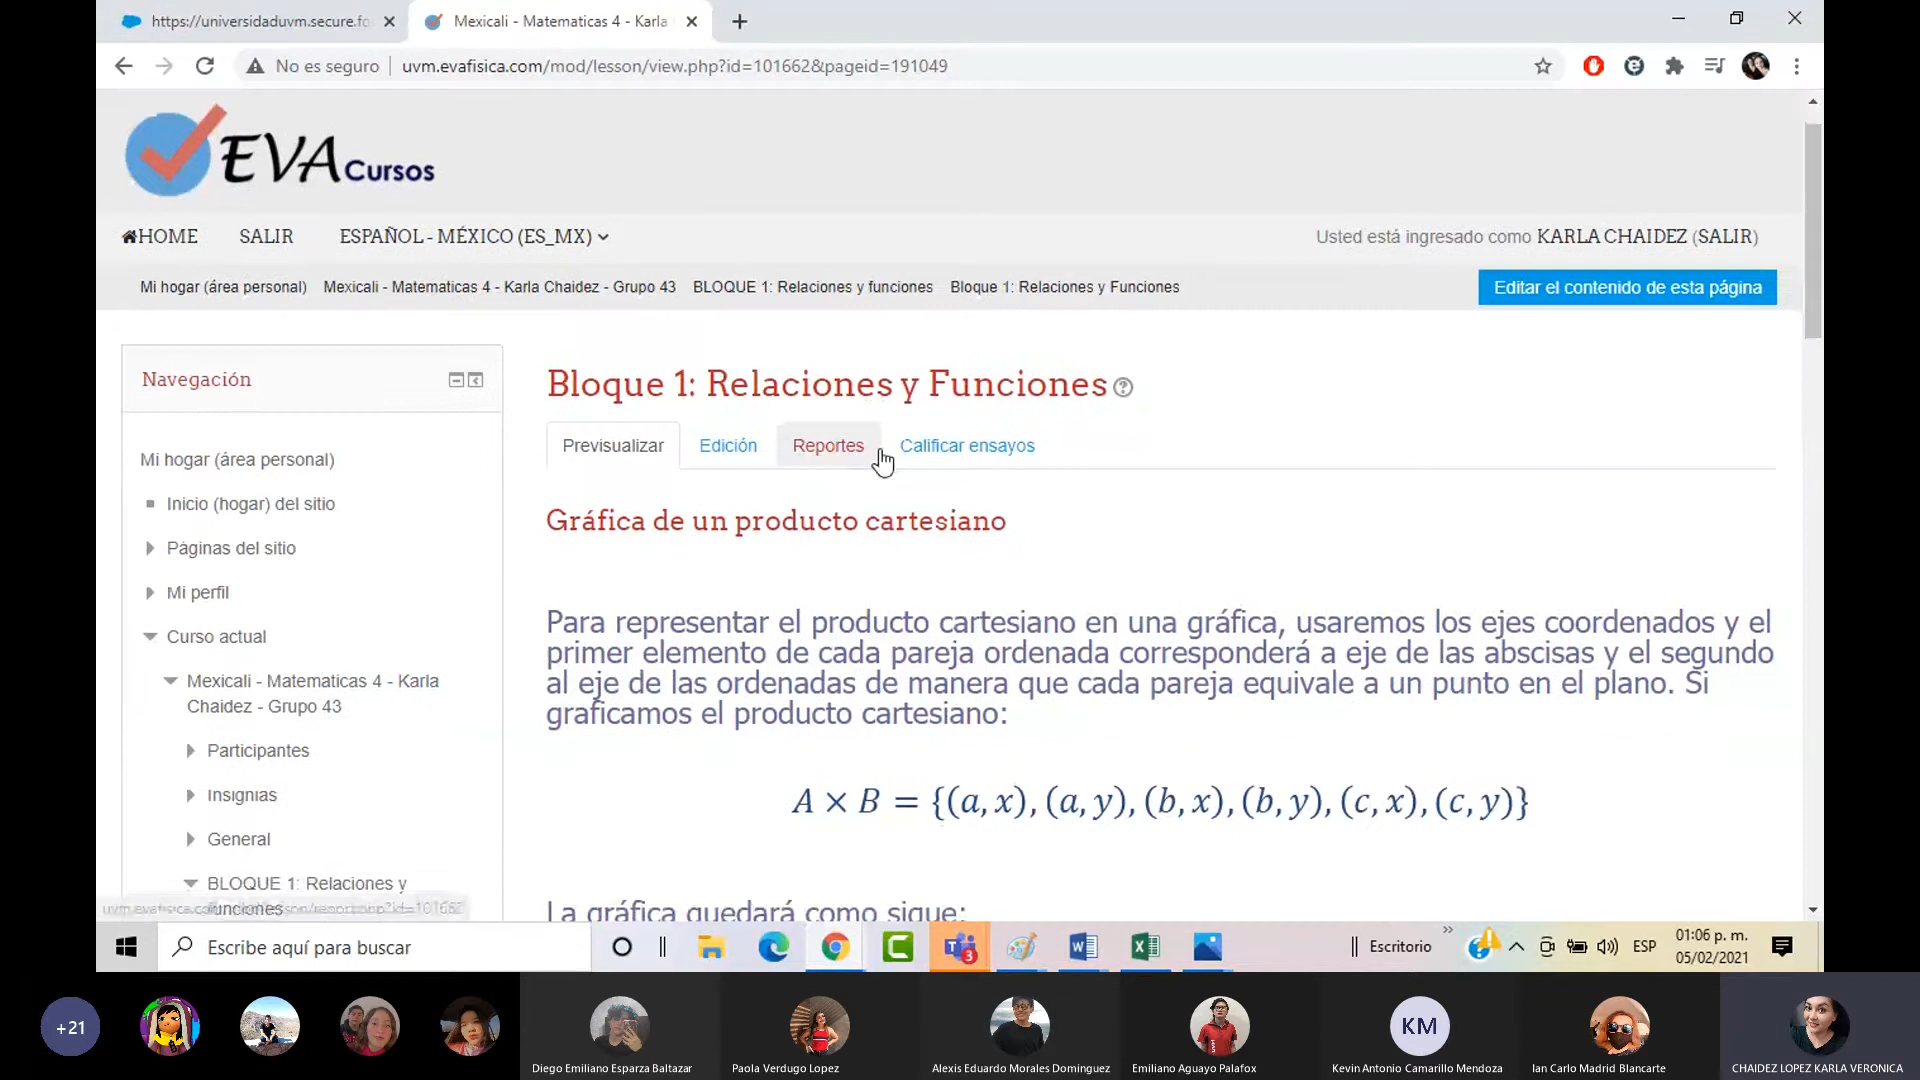 https://universidaduvm.secure.fo
Mexicali - Matematicas 4 - Karla
No es seguro
uvm.evafisica.com/mod/lesson/view.php?id=101662&pageid=191049
EVA Cursos
HOME
SALIR
ESPAÑOL - MÉXICO (ES_MX)
Usted está ingresado como KARLA CHAIDEZ (SALIR)
Mi hogar (área personal)
Mexicali - Matematicas 4 - Karla Chaidez - Grupo 43
BLOQUE 1: Relaciones y funciones
Bloque 1: Relaciones y Funciones
Editar el contenido de esta página
Navegación
Mi hogar (área personal)
Inicio (hogar) del sitio
Páginas del sitio
Mi perfil
Curso actual
Mexicali - Matematicas 4 - Karla
Chaidez - Grupo 43
Participantes
Insignias
General
BLOQUE 1: Relaciones y
funciones
Bloque 1: Relaciones y Funciones
Previsualizar
Edición
Reportes
Calificar ensayos
Gráfica de un producto cartesiano
Para representar el producto cartesiano en una gráfica, usaremos los ejes coordenados y el
primer elemento de cada pareja ordenada corresponderá a eje de las abscisas y el segundo
al eje de las ordenadas de manera que cada pareja equivale a un punto en el plano. Si
graficamos el producto cartesiano:
A × B = {(a, x), (a, y), (b, x), (b, y), (c, x), (c, y)}
La gráfica quedará como sigue:
Escribe aquí para buscar
3
Escritorio
ESP
01:06 p. m.
05/02/2021
+21
KM
Diego Emiliano Esparza Baltazar
Paola Verdugo Lopez
Alexis Eduardo Morales Dominguez
Emiliano Aguayo Palafox
Kevin Antonio Camarillo Mendoza
Ian Carlo Madrid Blancarte
CHAIDEZ LOPEZ KARLA VERONICA